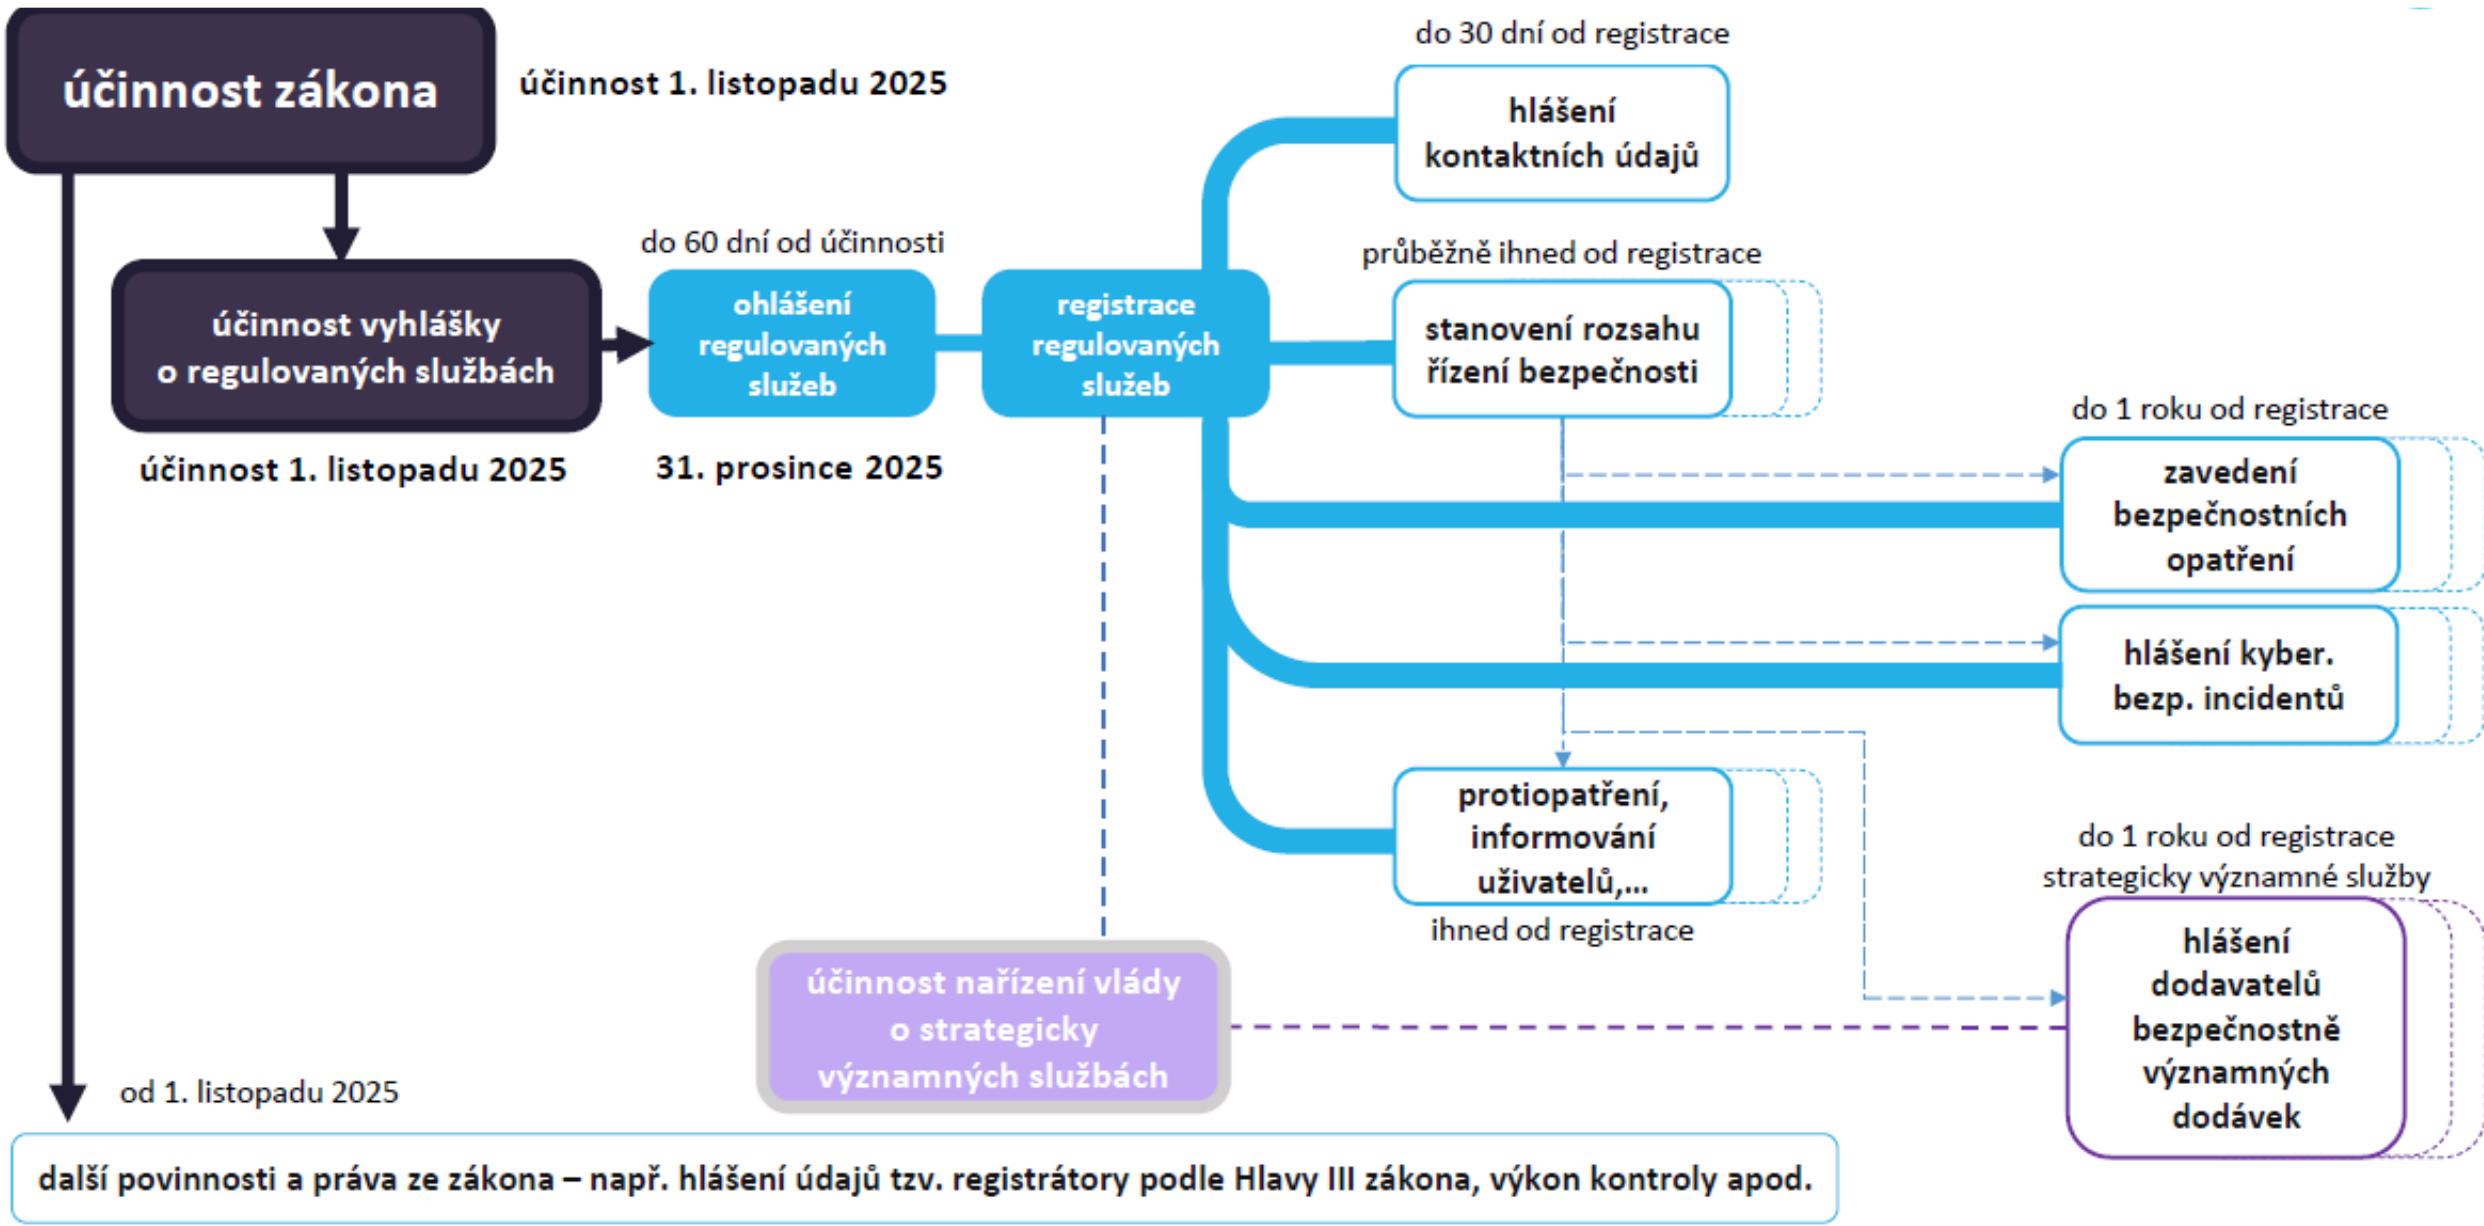 účinnost zákona
účinnost 1. listopadu 2025
do 30 dní od registrace
hlášení
kontaktních údajů
účinnost vyhlášky
o regulovaných službách
účinnost 1. listopadu 2025
do 60 dní od účinnosti
ohlášení
regulovaných
služeb
31. prosince 2025
registrace
regulovaných
služeb
průběžně ihned od registrace
stanovení rozsahu
řízení bezpečnosti
do 1 roku od registrace
zavedení
bezpečnostních
opatření
hlášení kyber.
bezp. incidentů
protiopatření,
informování
uživatelů,...
ihned od registrace
do 1 roku od registrace
strategicky významné služby
hlášení
dodavatelů
bezpečnostně
významných
dodávek
účinnost nařízení vlády
o strategicky
významných službách
od 1. listopadu 2025
další povinnosti a práva ze zákona – např. hlášení údajů tzv. registrátory podle Hlavy III zákona, výkon kontroly apod.